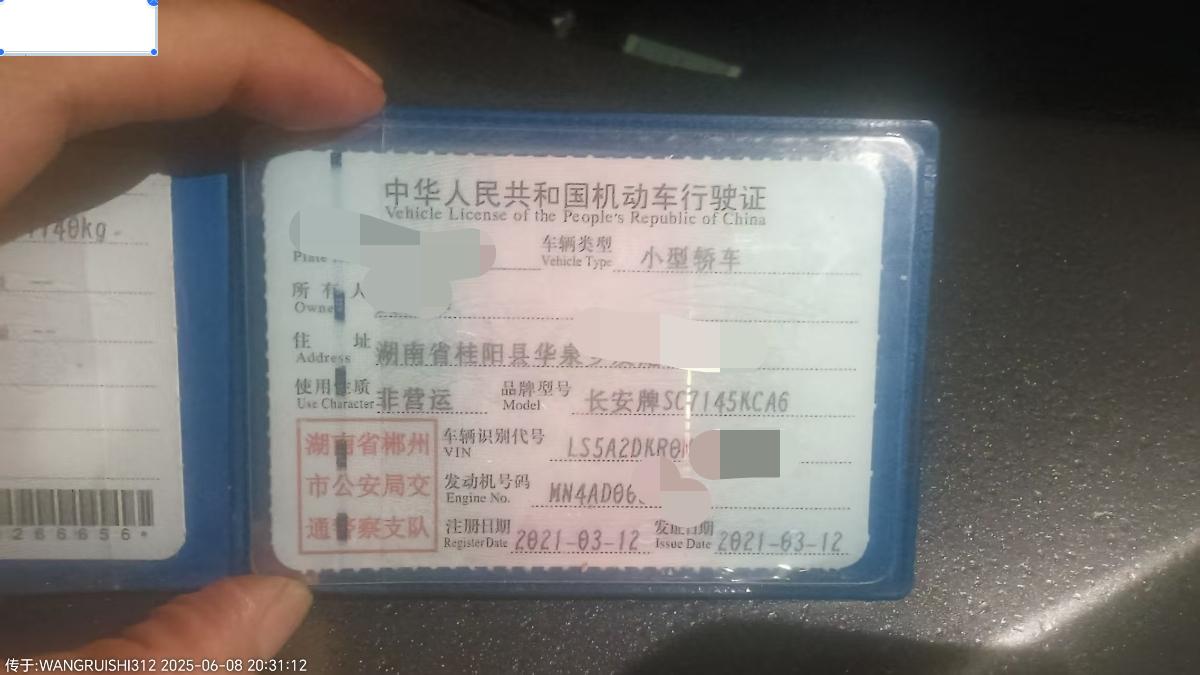 1140kg
266656*
中华人民共和国机动车行驶证
Vehicle License of the People's Republic of China
Plate
车辆类型
Vehicle Type
小型轿车
所有人
Owner
住址
Address
湖南省桂阳县华泉乡
使用性质
Use Character
非营运
品牌型号
Model
长安牌SC7145KCA6
湖南省郴州
市公安局交
通警察支队
车辆识别代号
VIN
LS5A2DKR0
发动机号码
Engine No.
MN4AD06
注册日期
Register Date
2021-03-12
发证日期
Issue Date
2021-03-12
传于:WANGRUISHI312 2025-06-08 20:31:12